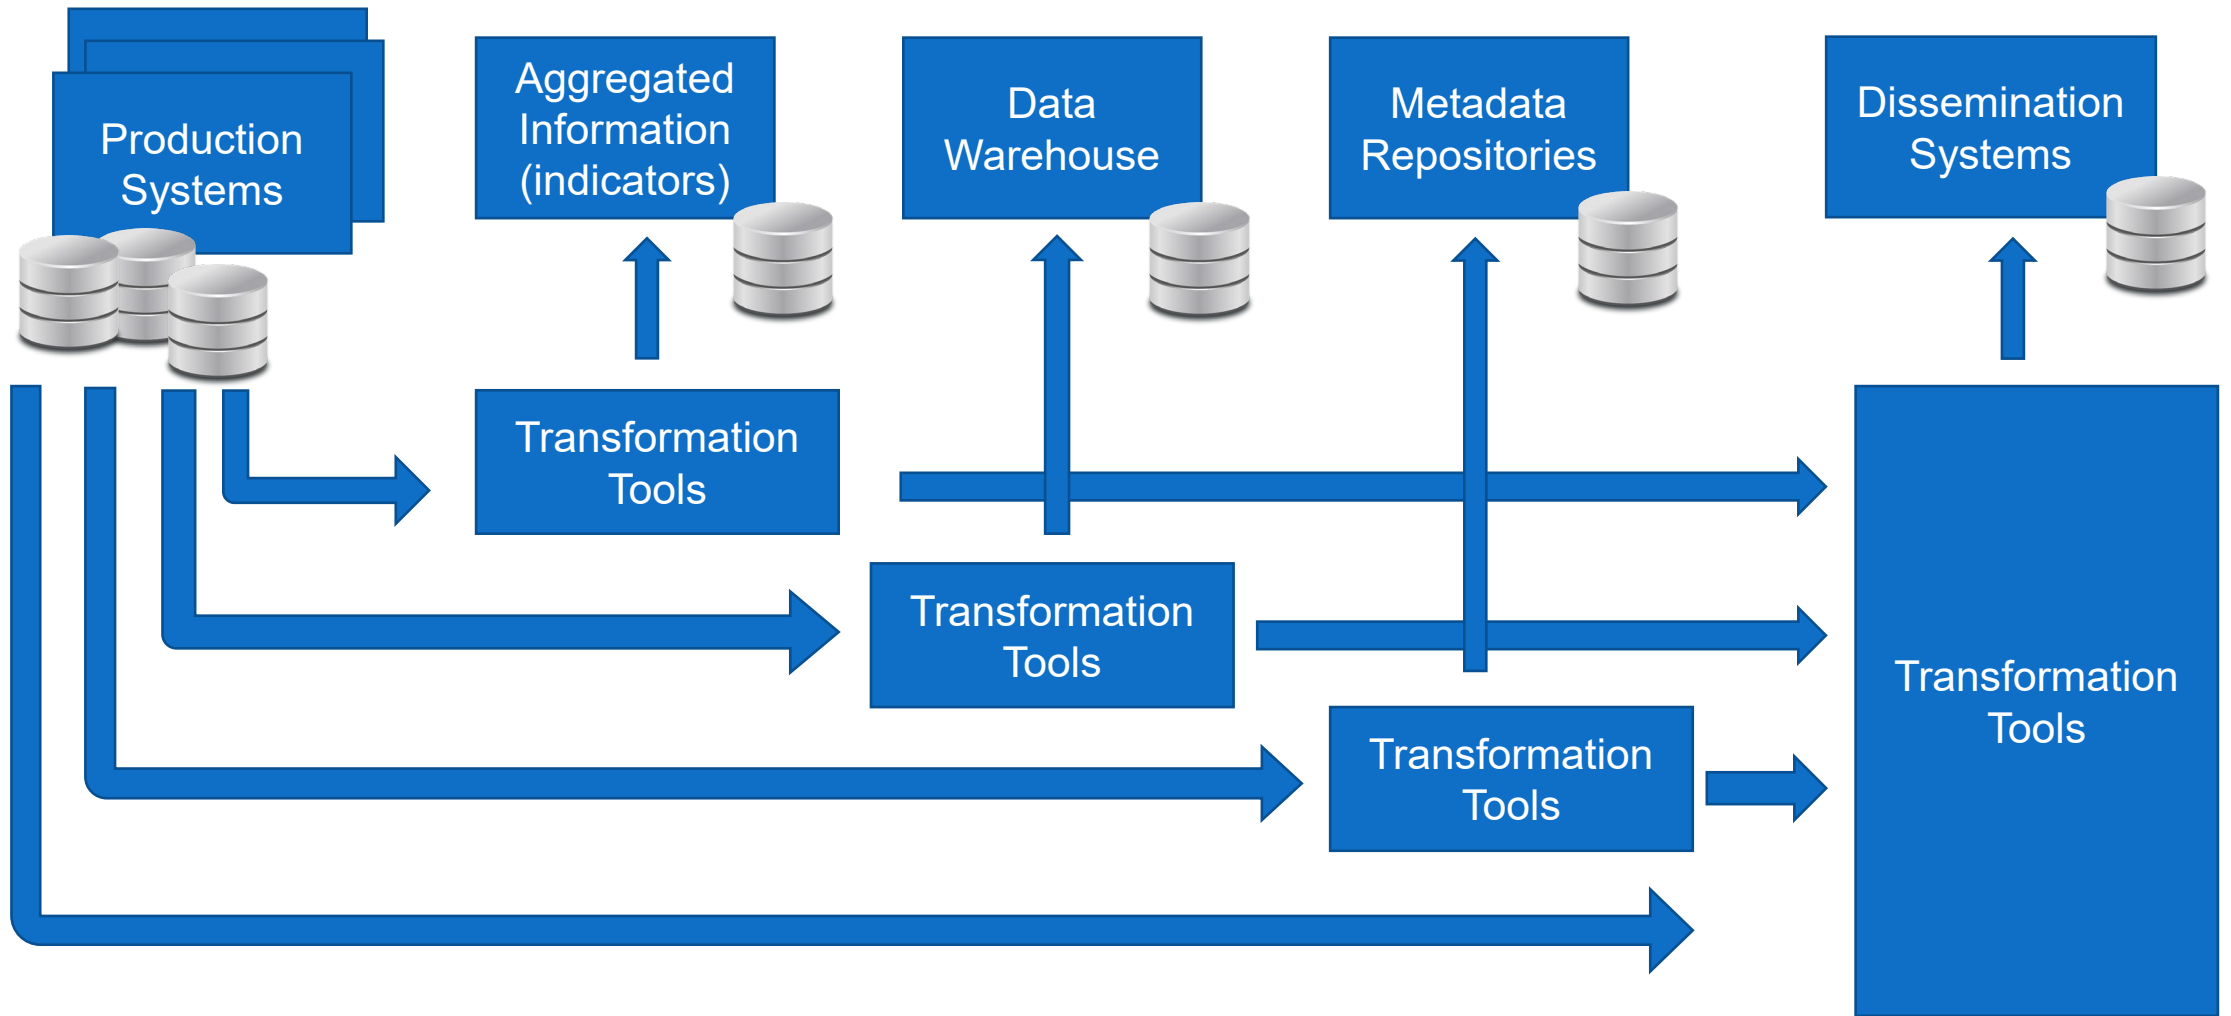 Production
Systems
Aggregated
Information
(indicators)
Data
Warehouse
Metadata
Repositories
Dissemination
Systems
Transformation
Tools
Transformation
Tools
Transformation
Tools
Transformation
Tools